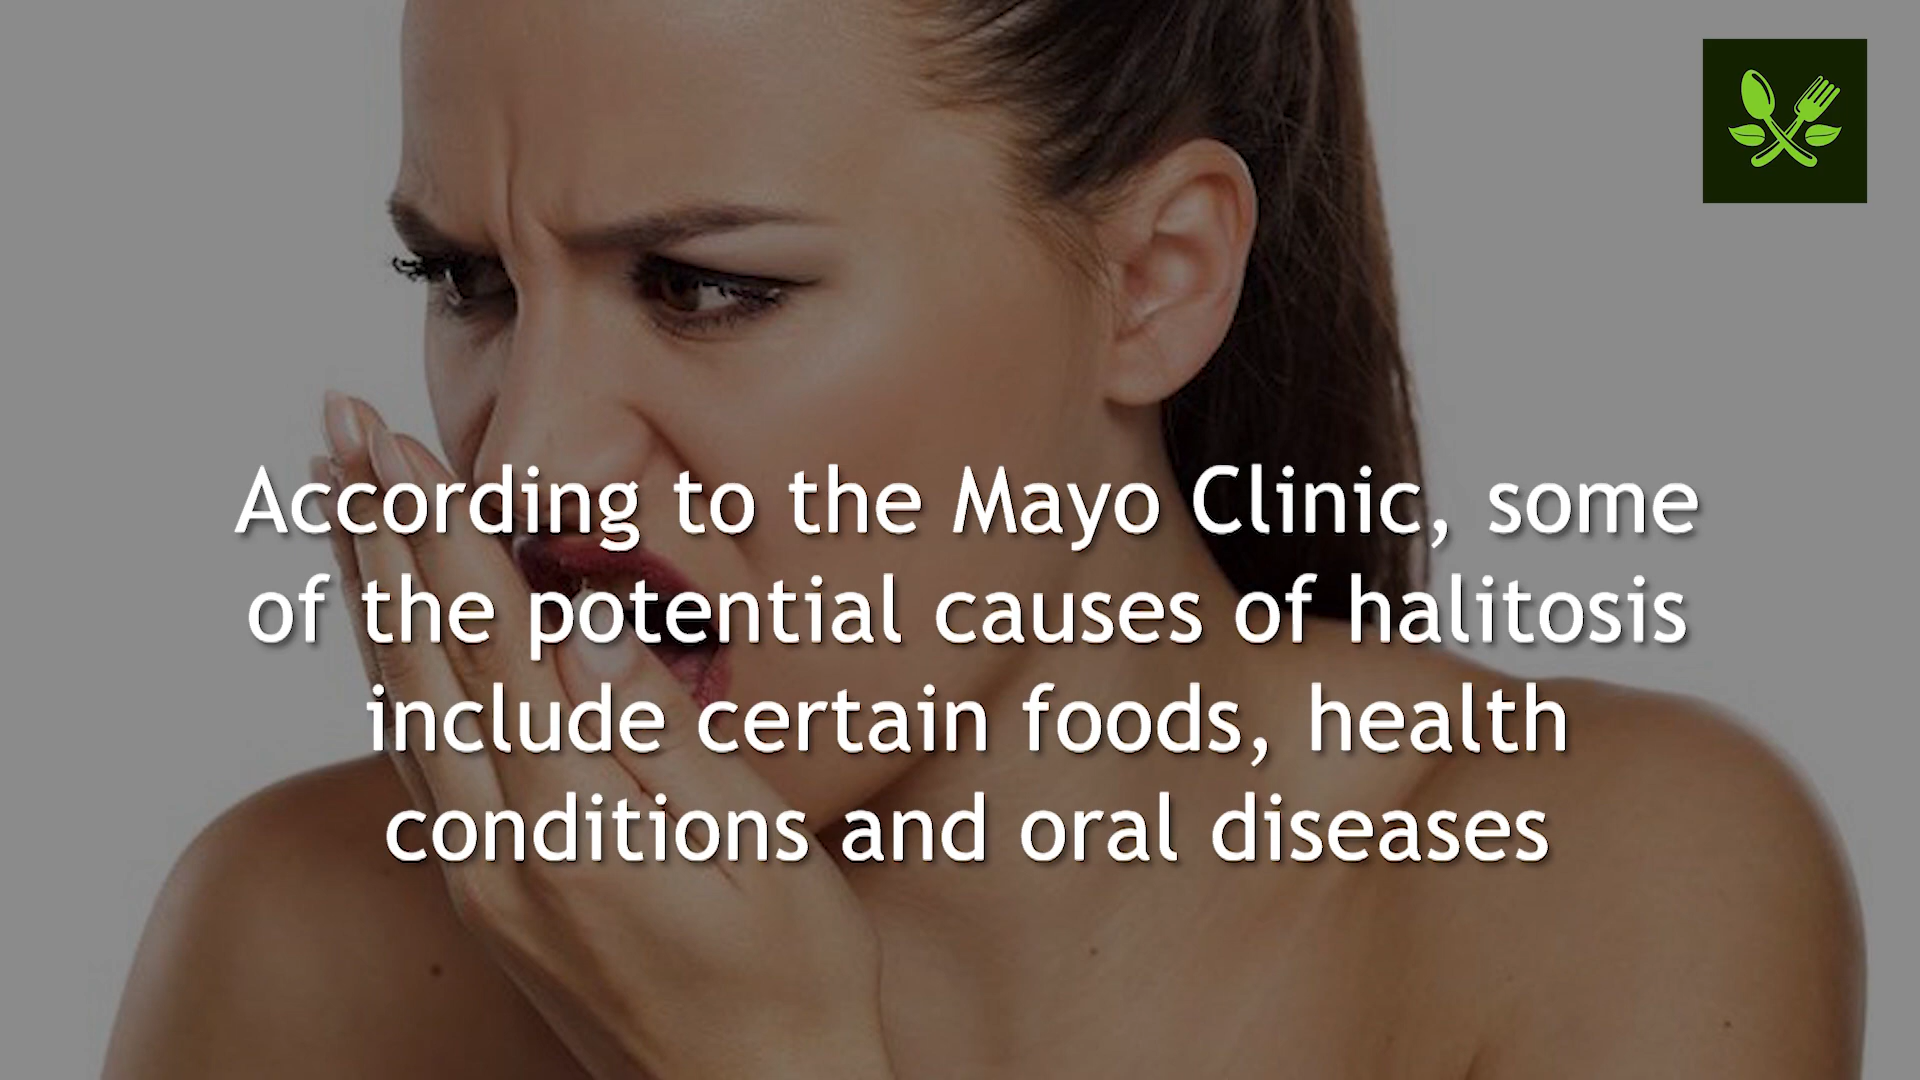 According to the Mayo Clinic, some
of the potential causes of halitosis
include certain foods, health
conditions and oral diseases